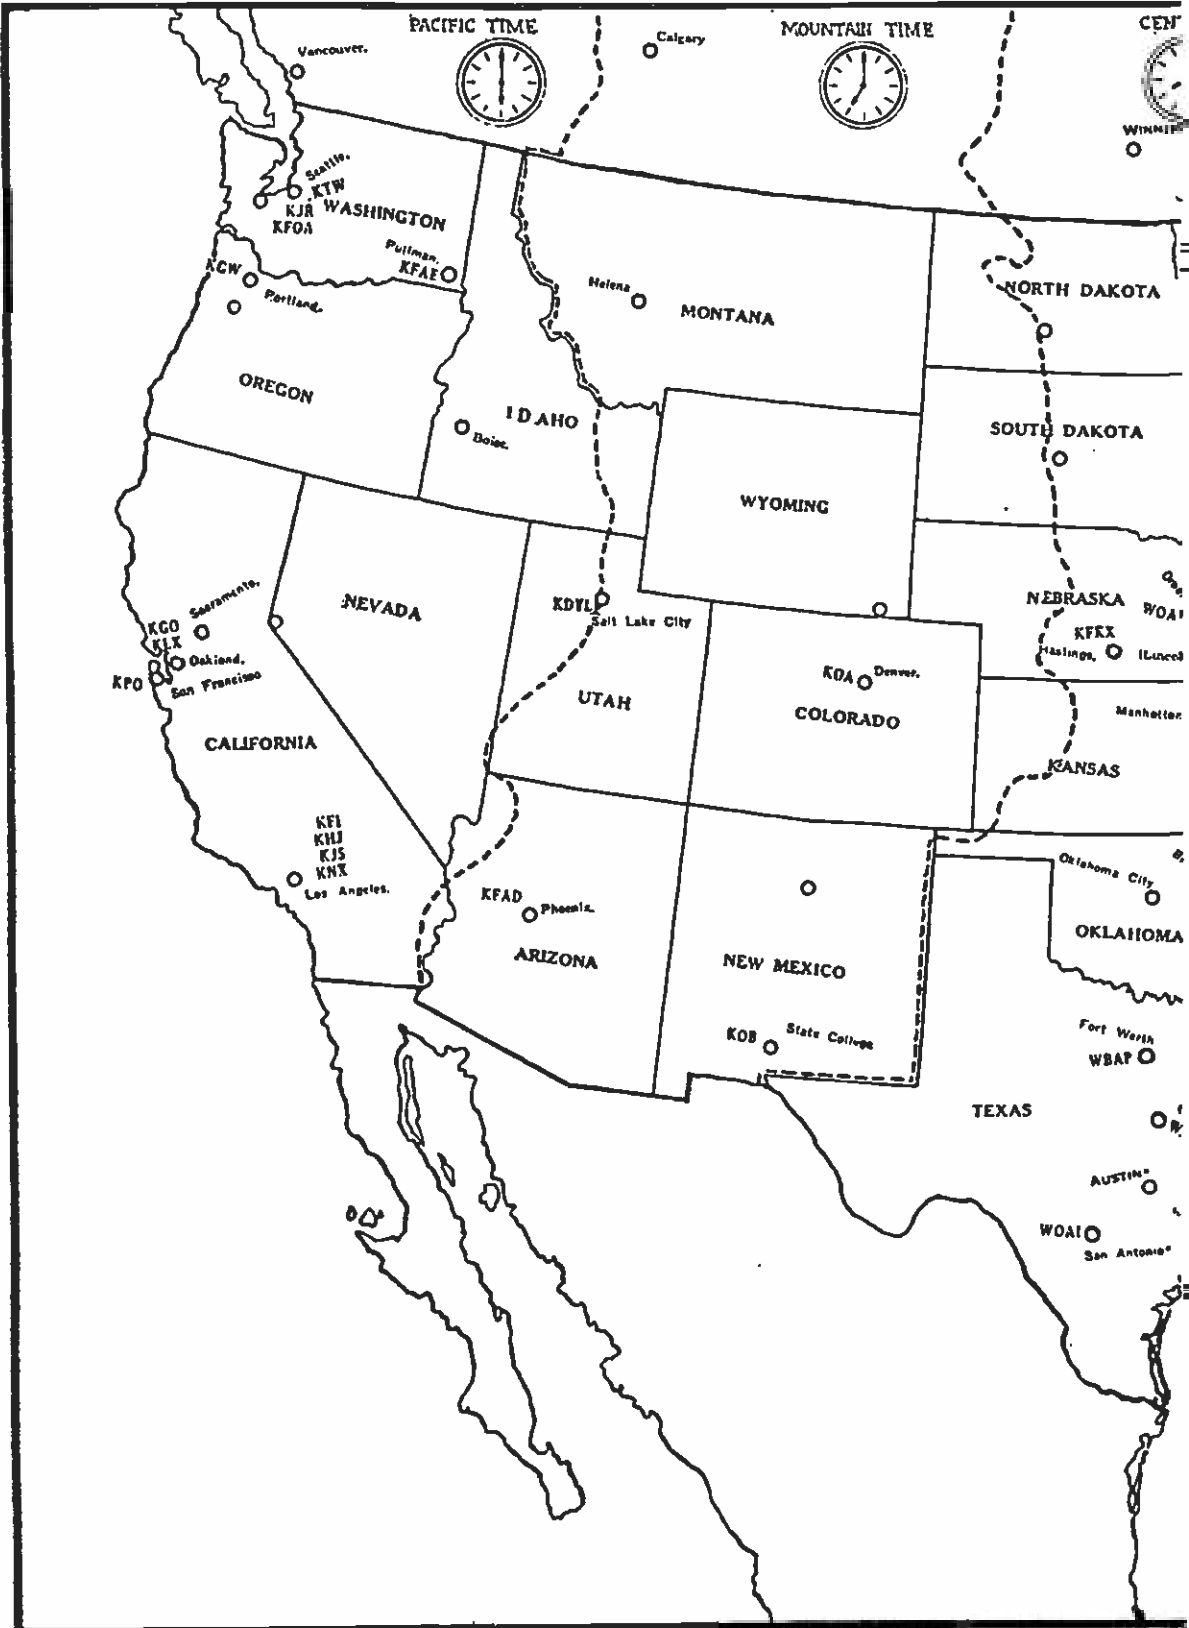 PACIFIC TIME
MOUNTAIN TIME
CEN
Vancouver.
Calgary
WINNI
Seattle.
KTW
KJR
KFOA
WASHINGTON
Pullman.
KFAE
KGW
Portland.
Helena
MONTANA
NORTH DAKOTA
OREGON
IDAHO
Boise.
SOUTH DAKOTA
WYOMING
NEVADA
KDYL
Salt Lake City
NEBRASKA
WOA
KFKX
Hastings.
Sacramento.
KGO
KLX
Oakland.
KPO
San Francisco
KOA
Denver.
COLORADO
UTAH
CALIFORNIA
KANSAS
KFI
KHJ
KJS
KNX
Los Angeles.
KFAD
Phoenix.
ARIZONA
NEW MEXICO
Oklahoma City
OKLAHOMA
KOB
State College
Fort Worth
WBAP
TEXAS
AUSTIN
WOAI
San Antonio